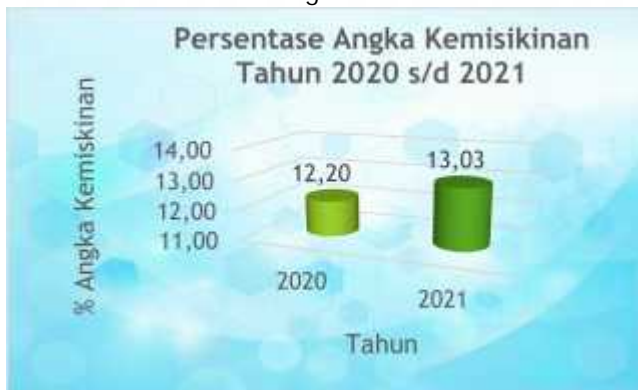 Persentase Angka Kemisikinan
Tahun 2020 s/d 2021
% Angka Kemiskinan
14,00
13,00
12,00
11,00
12,20
13,03
2020
2021
Tahun